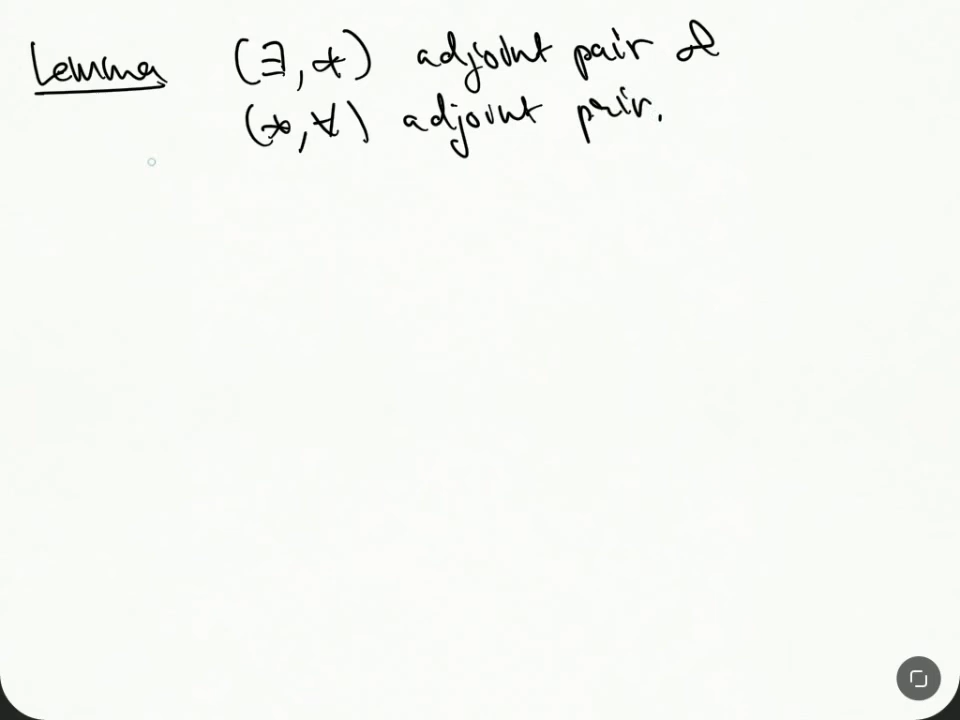 Lemma (∃, *) adjoint pair &
(*, ∀) adjoint pair.